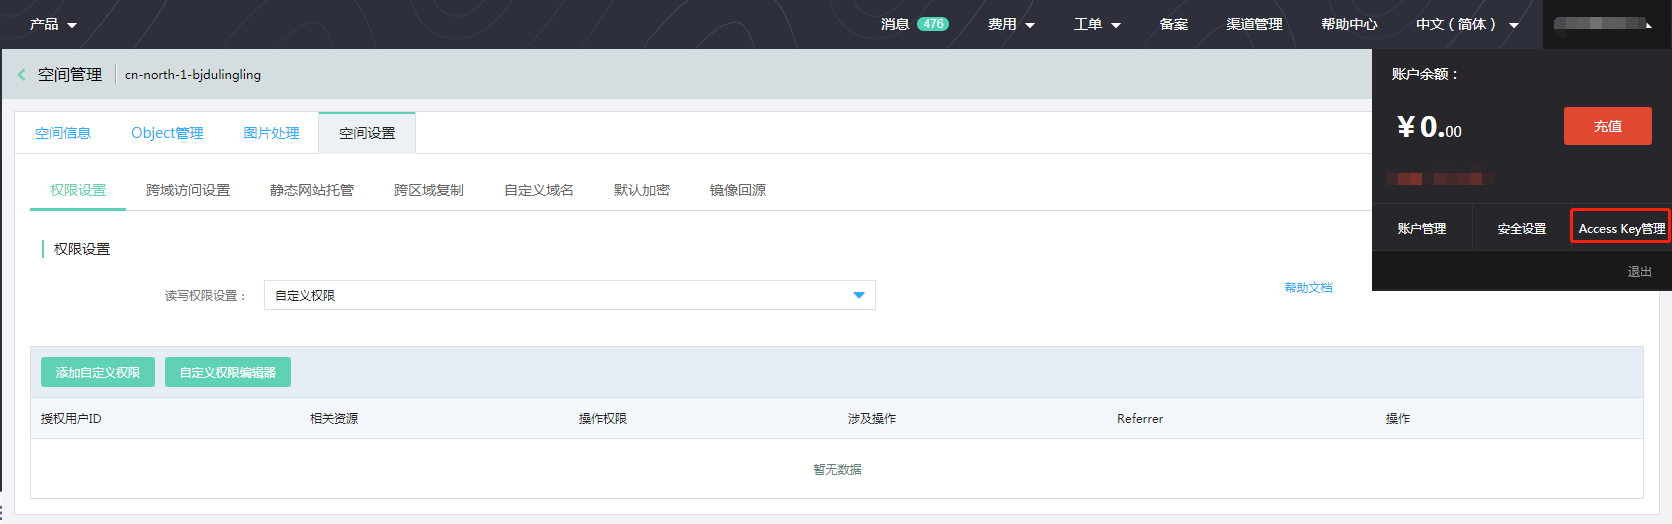 产品 消息 476 费用 工单 备案 渠道管理 帮助中心 中文（简体）
空间管理 cn-north-1-bjdulingling
账户余额：
¥0.00 充值
空间信息 Object管理 图片处理 空间设置
权限设置 跨域访问设置 静态网站托管 跨区域复制 自定义域名 默认加密 镜像回源
账户管理 安全设置 Access Key管理
权限设置
退出
读写权限设置： 自定义权限 帮助文档
添加自定义权限 自定义权限编辑器
授权用户ID 相关资源 操作权限 涉及操作 Referrer 操作
暂无数据